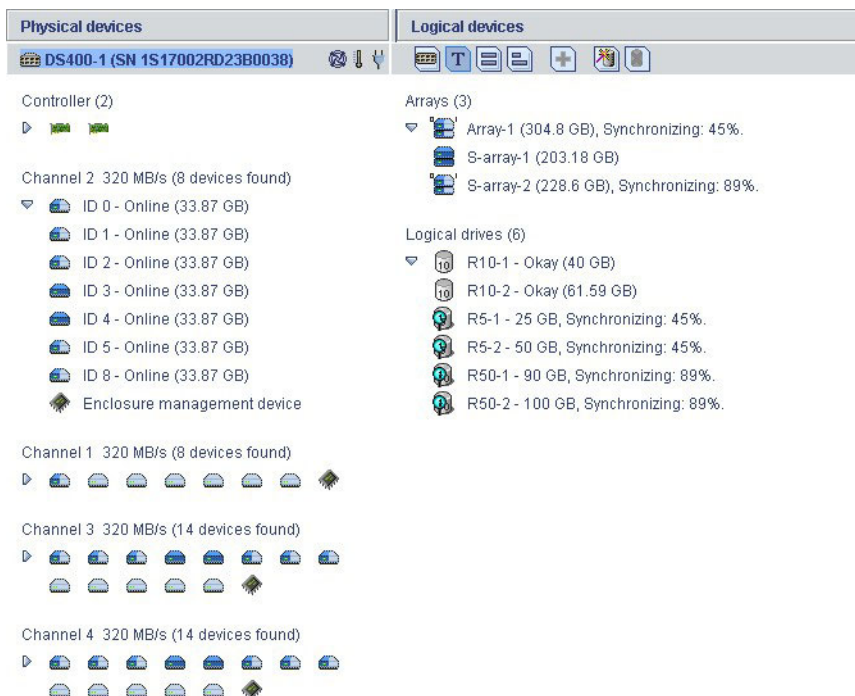 Physical devices
DS400-1 (SN 1S17002RD23B0038)
Controller (2)
Channel 2 320 MB/s (8 devices found)
ID 0 - Online (33.87 GB)
ID 1 - Online (33.87 GB)
ID 2 - Online (33.87 GB)
ID 3 - Online (33.87 GB)
ID 4 - Online (33.87 GB)
ID 5 - Online (33.87 GB)
ID 8 - Online (33.87 GB)
Enclosure management device
Channel 1 320 MB/s (8 devices found)
Channel 3 320 MB/s (14 devices found)
Channel 4 320 MB/s (14 devices found)
Logical devices
T
Arrays (3)
Array-1 (304.8 GB), Synchronizing: 45%.
S-array-1 (203.18 GB)
S-array-2 (228.6 GB), Synchronizing: 89%.
Logical drives (6)
10 R10-1 - Okay (40 GB)
10 R10-2 - Okay (61.59 GB)
R5-1 - 25 GB, Synchronizing: 45%.
R5-2 - 50 GB, Synchronizing: 45%.
R50-1 - 90 GB, Synchronizing: 89%.
R50-2 - 100 GB, Synchronizing: 89%.